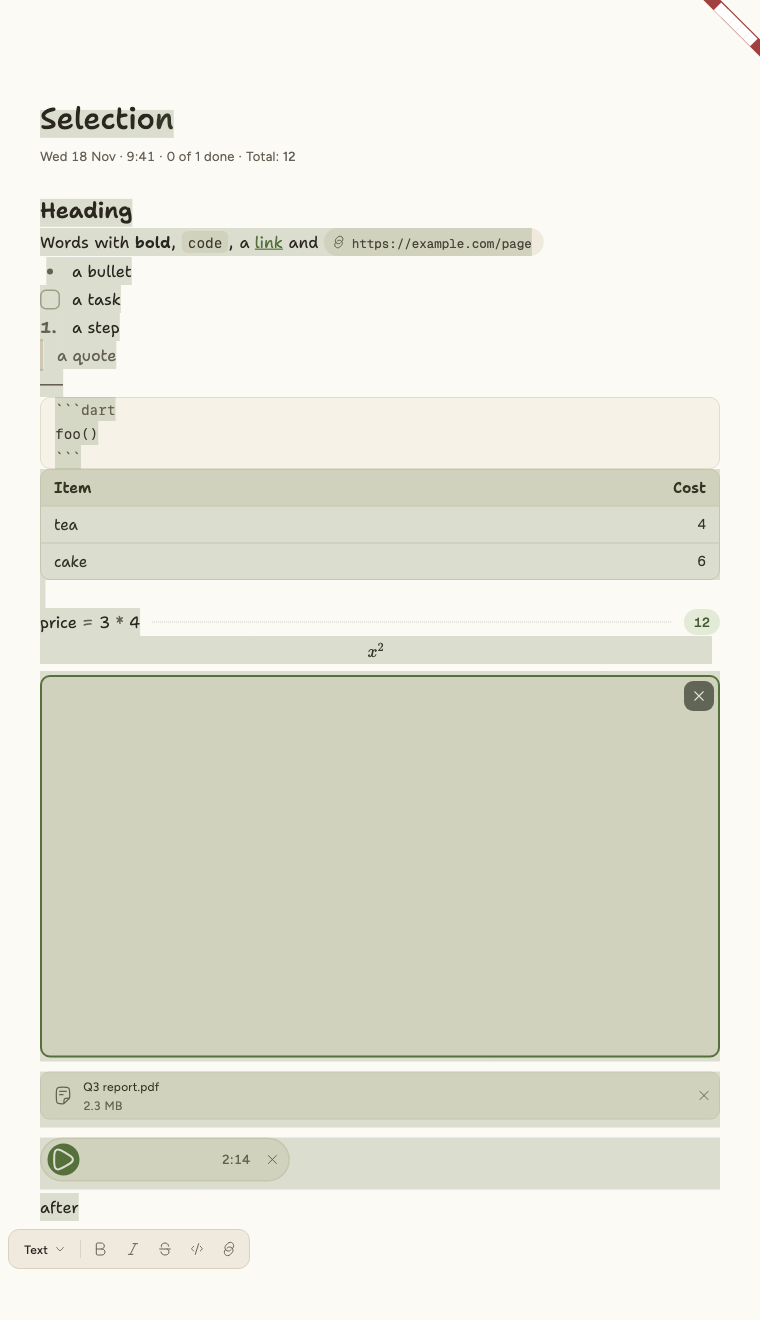 Selection
Wed 18 Nov · 9:41 · 0 of 1 done · Total: 12
Heading
Words with bold, code, a link and https://example.com/page
• a bullet
a task
1. a step
a quote
```dart
foo()
```
Item Cost
tea 4
cake 6
price = 3 * 4 12
x²
Q3 report.pdf
2.3 MB
2:14
after
Text